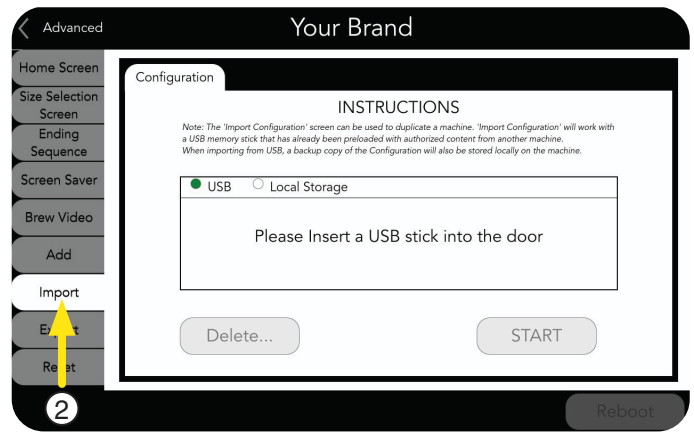 Advanced
Your Brand
Home Screen
Size Selection
Screen
Ending
Sequence
Screen Saver
Brew Video
Add
Import
Reset
Configuration
INSTRUCTIONS
Note: The 'Import Configuration' screen can be used to duplicate a machine. 'Import Configuration' will work with
a USB memory stick that has already been preloaded with authorized content from another machine.
When importing from USB, a backup copy of the Configuration will also be stored locally on the machine.
USB
Local Storage
Please Insert a USB stick into the door
Delete...
START
2
Reboot